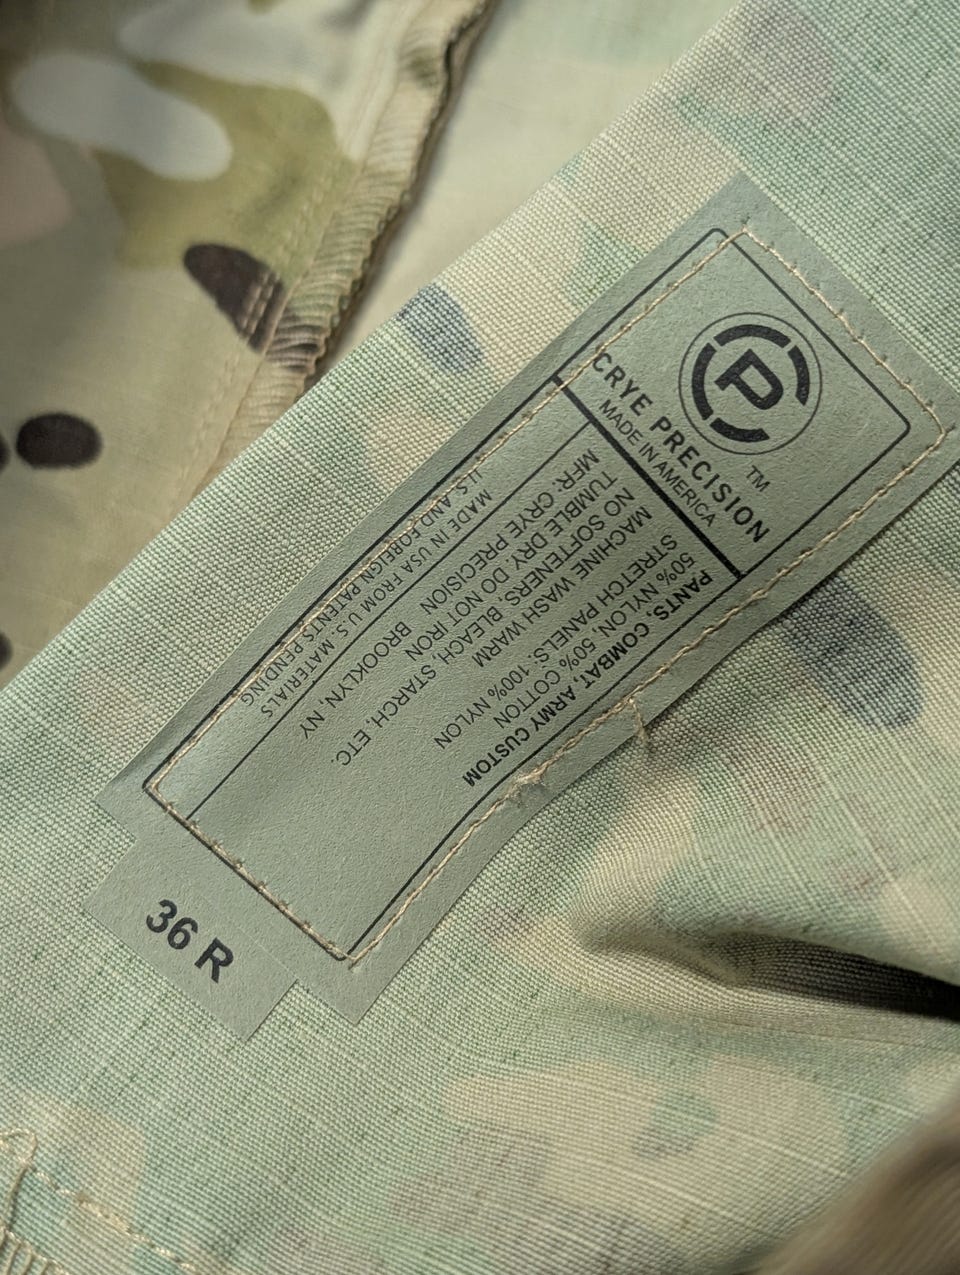 P
TM
CRYE PRECISION
MADE IN AMERICA
PANTS, COMBAT, ARMY CUSTOM
50% NYLON, 50% COTTON
STRETCH PANELS: 100% NYLON
MACHINE WASH WARM
NO SOFTENERS, BLEACH, STARCH, ETC.
TUMBLE DRY. DO NOT IRON
MFR: CRYE PRECISION BROOKLYN, NY
MADE IN USA FROM U.S. MATERIALS
U.S. AND FOREIGN PATENTS PENDING
36 R